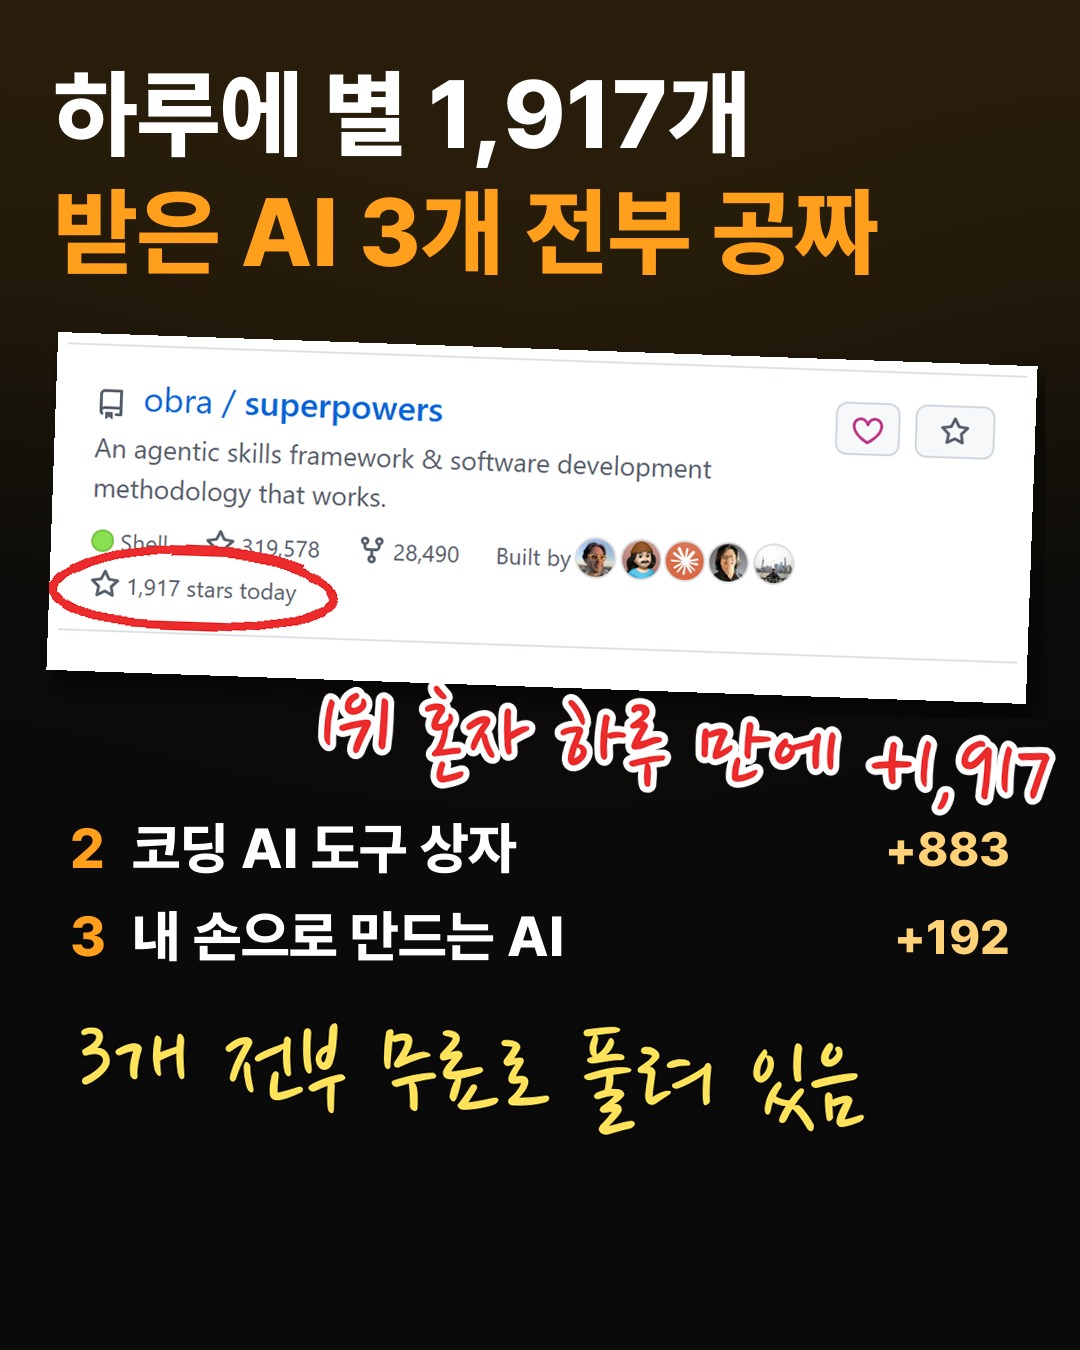 하루에 별 1,917개
받은 AI 3개 전부 공짜
obra / superpowers
An agentic skills framework & software development
methodology that works.
Shell 319,578 28,490 Built by
1,917 stars today
1위 혼자 하루 만에 +1,917
2 코딩 AI 도구 상자 +883
3 내 손으로 만드는 AI +192
3개 전부 무료로 풀려 있음